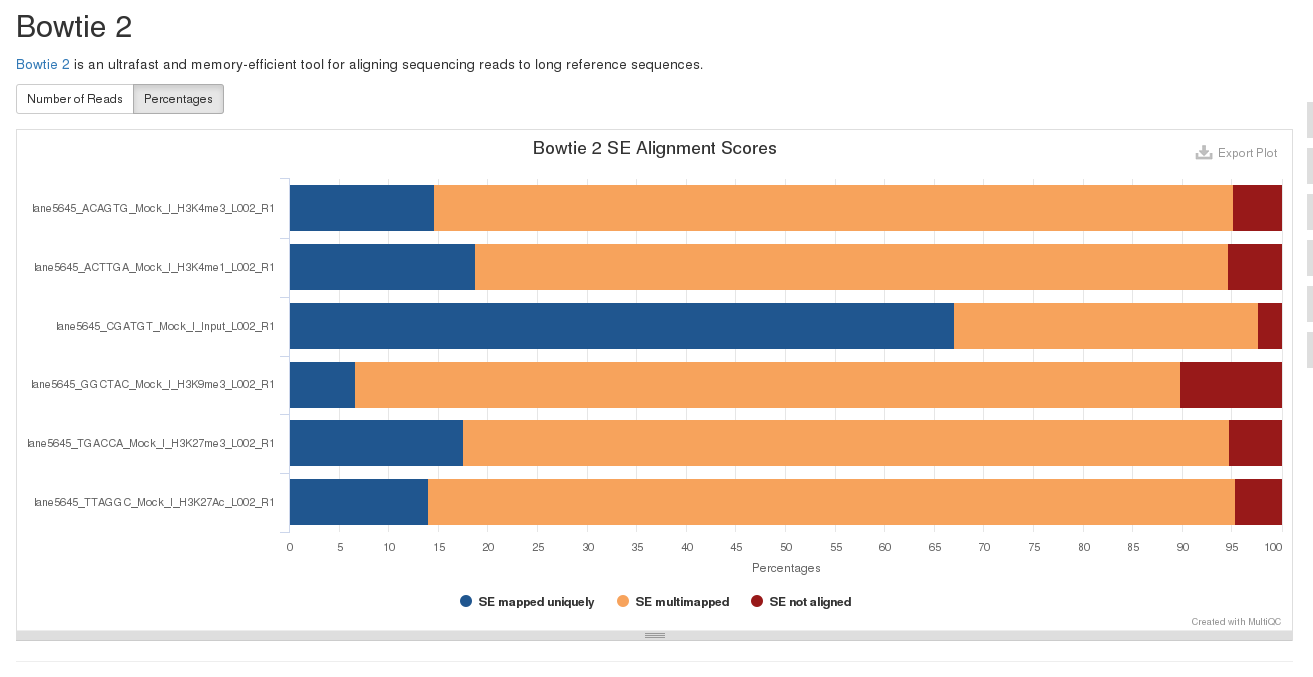 Bowtie 2
Bowtie 2 is an ultrafast and memory-efficient tool for aligning sequencing reads to long reference sequences.
Number of Reads Percentages
Bowtie 2 SE Alignment Scores
Export Plot
lane5645_ACAGTG_Mock_I_H3K4me3_L002_R1
lane5645_ACTTGA_Mock_I_H3K4me1_L002_R1
lane5645_CGATGT_Mock_I_Input_L002_R1
lane5645_GGCTAC_Mock_I_H3K9me3_L002_R1
lane5645_TGACCA_Mock_I_H3K27me3_L002_R1
lane5645_TTAGGC_Mock_I_H3K27Ac_L002_R1
0 5 10 15 20 25 30 35 40 45 50 55 60 65 70 75 80 85 90 95 100
Percentages
SE mapped uniquely SE multimapped SE not aligned
Created with MultiQC